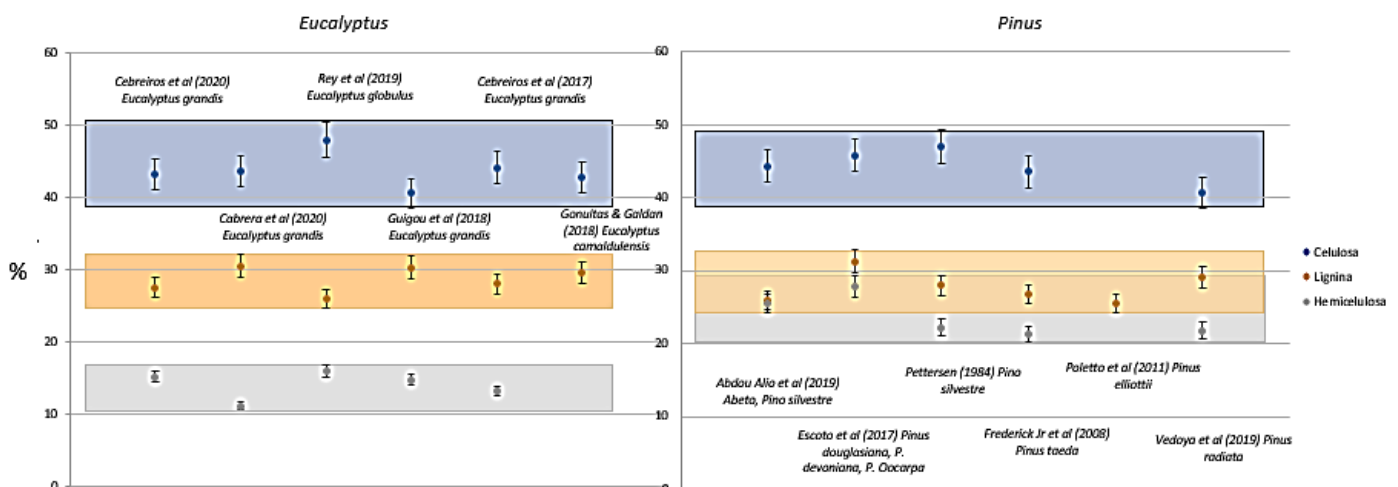 Eucalyptus
Pinus
60
50
40
30
20
10
0
%
Cebreiros et al (2020)
Eucalyptus grandis
Rey et al (2019)
Eucalyptus globulus
Cebreiros et al (2017)
Eucalyptus grandis
Cabrera et al (2020)
Eucalyptus grandis
Guigou et al (2018)
Eucalyptus grandis
Gonultas & Galdan
(2018) Eucalyptus
camaldulensis
60
50
40
30
20
10
0
Abdou Alio et al (2019)
Abeto, Pino silvestre
Escoto et al (2017) Pinus
douglasiana, P.
devoniana, P. Oocarpa
Pettersen (1984) Pino
silvestre
Frederick Jr et al (2008)
Pinus taeda
Poletto et al (2011) Pinus
elliottii
Vedoya et al (2019) Pinus
radiata
Celulosa
Lignina
Hemicelulosa